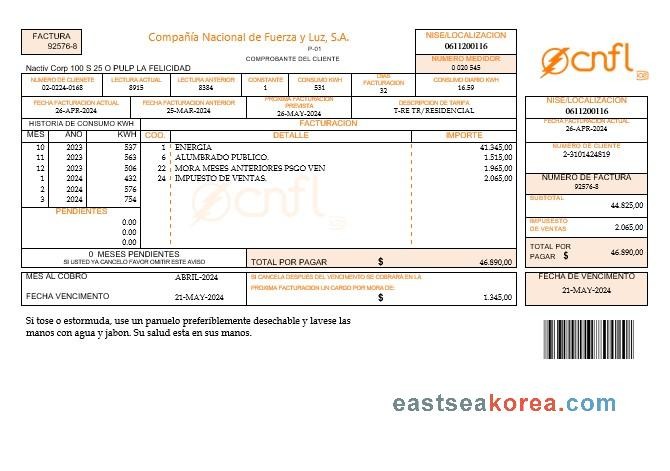 FACTURA
92576-8
Compañía Nacional de Fuerza y Luz, S.A.
P-01
COMPROBANTE DEL CLIENTE
NISE/LOCALIZACION
0611200116
NUMERO MEDIDOR
0 020 545
cnfl
Nactiv Corp 100 S 25 O PULP LA FELICIDAD
NUMERO DE CLIENETE LECTURA ACTUAL LECTURA ANTERIOR CONSTANTE CONSUMO KWH DIAS FACTURACION CONSUMO DIARIO KWH
02-0224-0168 8915 8384 1 531 32 16.59
FECHA FACTURACION ACTUAL FECHA FACTURACION ANTERIOR PROXIMA FACTURACION PREVISTA DESCRIPCION DE TARIFA
26-APR-2024 25-MAR-2024 26-MAY-2024 T-RE TR/RESIDENCIAL
HISTORIA DE CONSUMO KWH FACTURACION
MES ANO KWH COD. DETALLE IMPORTE
10 2023 537 1 ENERGIA 41.345,00
11 2023 563 6 ALUMBRADO PUBLICO. 1.515,00
12 2023 506 22 MORA MESES ANTERIORES PSGO VEN 1.965,00
1 2024 432 24 IMPUESTO DE VENTAS. 2.065,00
2 2024 576
3 2024 754
cnfl
PENDIENTES
0.00
0.00
0.00
0 MESES PENDIENTES
SI USTED YA CANCELO FAVOR OMITIR ESTE AVISO
TOTAL POR PAGAR $ 46.890,00
MES AL COBRO ABRIL-2024
FECHA VENCIMENTO 21-MAY-2024
SI CANCELA DESPUÉS DEL VENCIMENTO SE COBRARÁ EN LA
PROXIMA FACTURACION UN CARDO POR MORA DE:
$ 1.345,00
NISE/LOCALIZACION
0611200116
FECHA FACTURACION ACTUAL
26-APR-2024
NUMERO DE CLIENTE
2-3101424819
NUMERO DE FACTURA
92576-8
SUBTOTAL
44.825,00
IMPUESTO
DE VENTAS 2.065,00
TOTAL POR
PAGAR $ 46.890,00
FECHA DE VENCIMIENTO
21-MAY-2024
Si tose o estormuda, use un panuelo preferiblemente desechable y lavese las
manos con agua y jabon. Su salud esta en sus manos.
eastseakorea.com